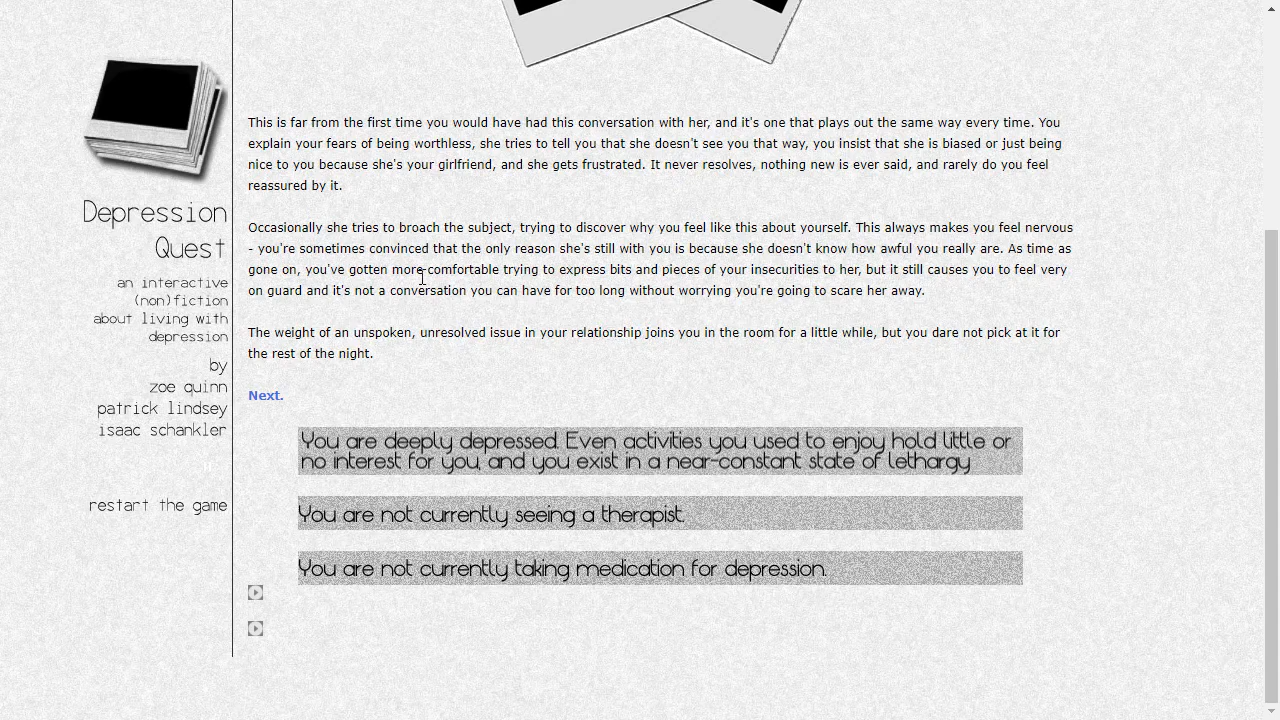 Depression
Quest
an interactive
(non)fiction
about living with
depression
by
zoe quinn
patrick lindsey
isaac schankler
restart the game
This is far from the first time you would have had this conversation with her, and it's one that plays out the same way every time. You
explain your fears of being worthless, she tries to tell you that she doesn't see you that way, you insist that she is biased or just being
nice to you because she's your girlfriend, and she gets frustrated. It never resolves, nothing new is ever said, and rarely do you feel
reassured by it.
Occasionally she tries to broach the subject, trying to discover why you feel like this about yourself. This always makes you feel nervous
- you're sometimes convinced that the only reason she's still with you is because she doesn't know how awful you really are. As time as
gone on, you've gotten more comfortable trying to express bits and pieces of your insecurities to her, but it still causes you to feel very
on guard and it's not a conversation you can have for too long without worrying you're going to scare her away.
The weight of an unspoken, unresolved issue in your relationship joins you in the room for a little while, but you dare not pick at it for
the rest of the night.
Next.
You are deeply depressed. Even activities you used to enjoy hold little or
no interest for you, and you exist in a near-constant state of lethargy
You are not currently seeing a therapist.
You are not currently taking medication for depression.